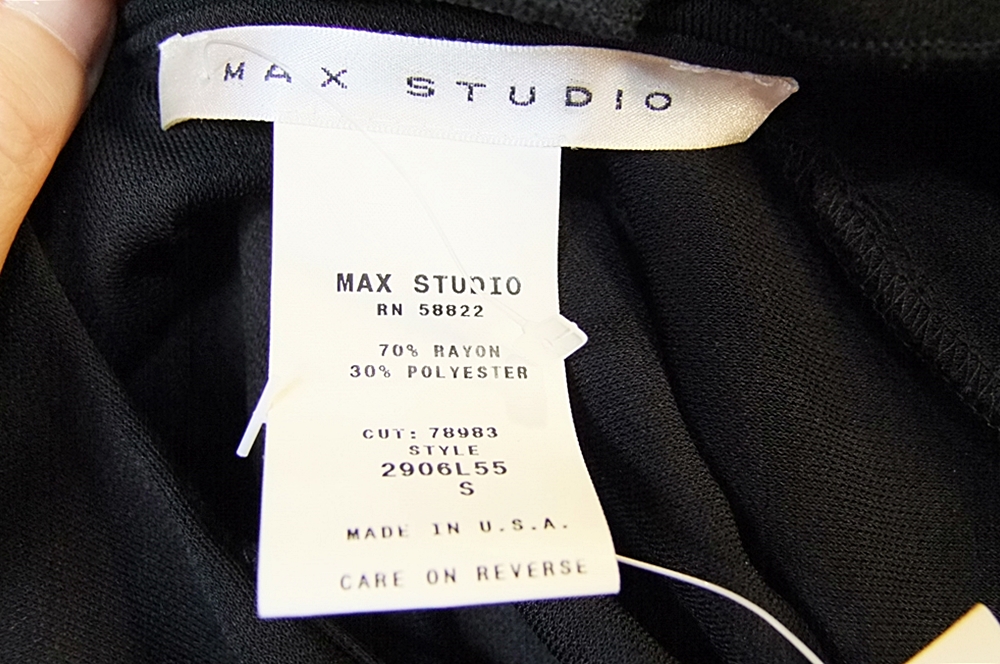 MAX STUDIO
MAX STUDIO
RN 58822
70% RAYON
30% POLYESTER
CUT: 78983
STYLE
2906L55
S
MADE IN U.S.A.
CARE ON REVERSE